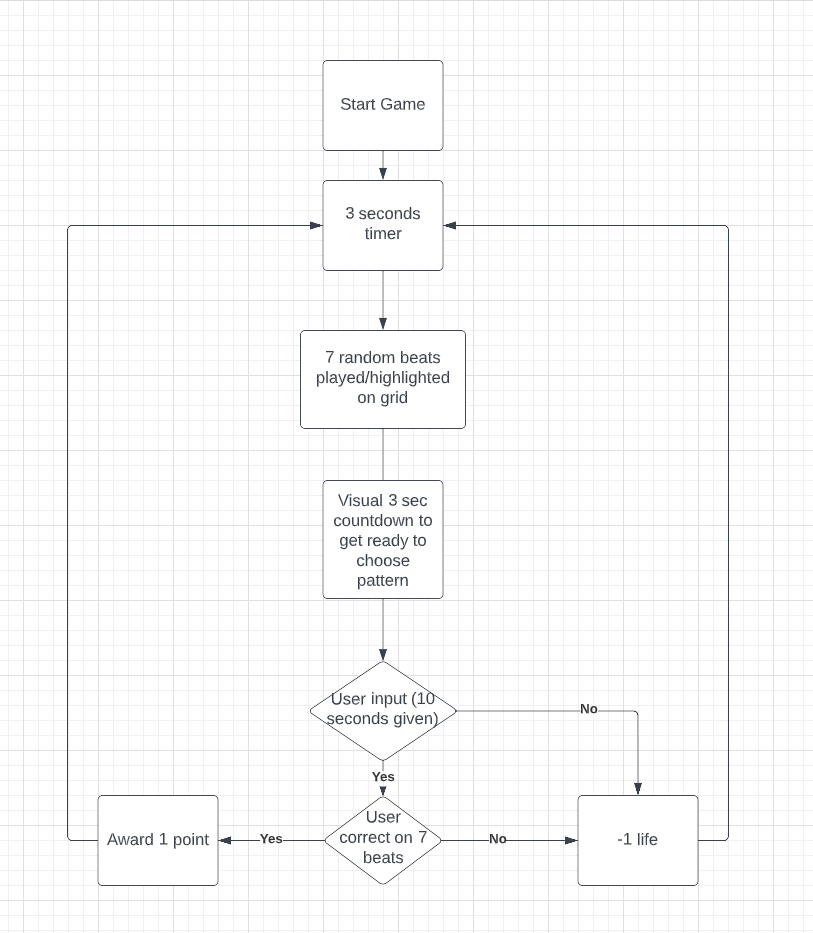 Start Game
3 seconds
timer
7 random beats
played/highlighted
on grid
Visual 3 sec
countdown to
get ready to
choose
pattern
User input (10
seconds given)
No
Yes
User
correct on 7
beats
Yes
No
Award 1 point
-1 life